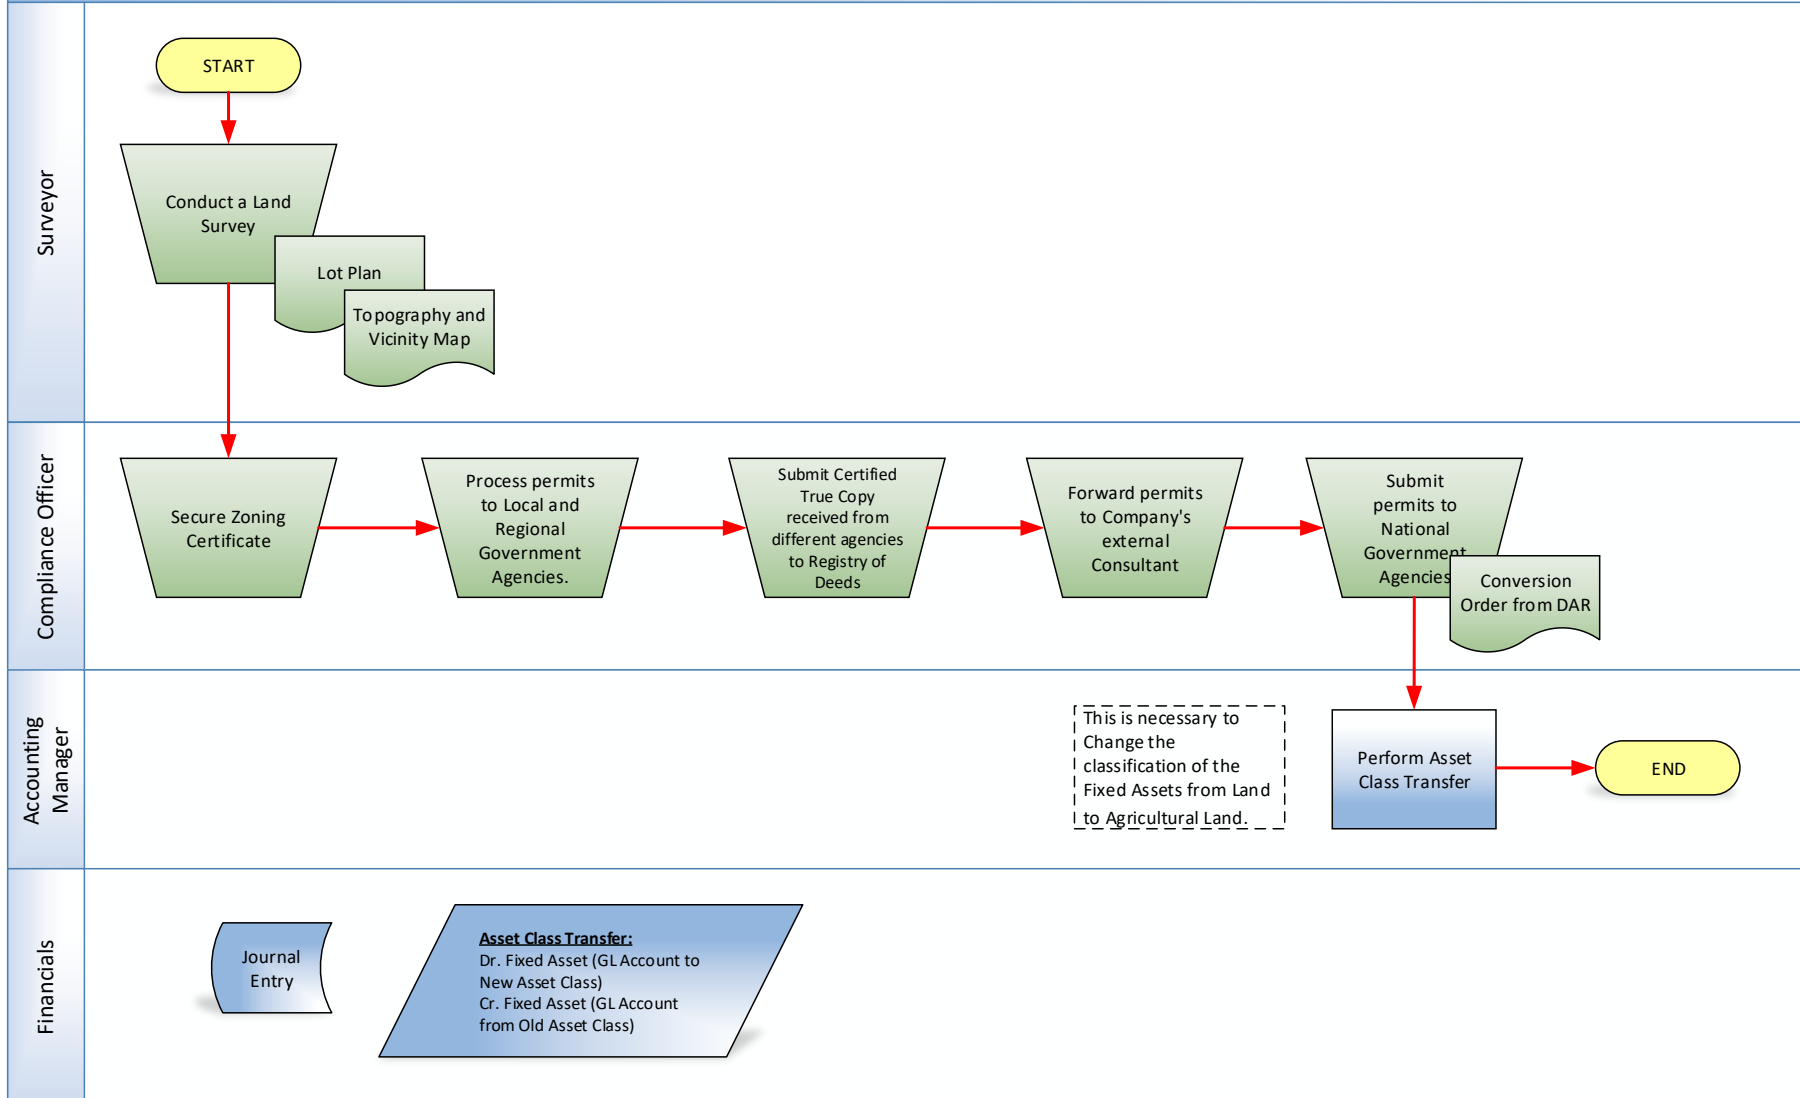 Surveyor
START
Conduct a Land
Survey
Lot Plan
Topography and
Vicinity Map
Compliance Officer
Secure Zoning
Certificate
Process permits
to Local and
Regional
Government
Agencies.
Submit Certified
True Copy
received from
different agencies
to Registry of
Deeds
Forward permits
to Company's
external
Consultant
Submit
permits to
National
Government
Agencies
Conversion
Order from DAR
Accounting
Manager
This is necessary to
Change the
classification of the
Fixed Assets from Land
to Agricultural Land.
Perform Asset
Class Transfer
END
Financials
Journal
Entry
Asset Class Transfer:
Dr. Fixed Asset (GL Account to
New Asset Class)
Cr. Fixed Asset (GL Account
from Old Asset Class)